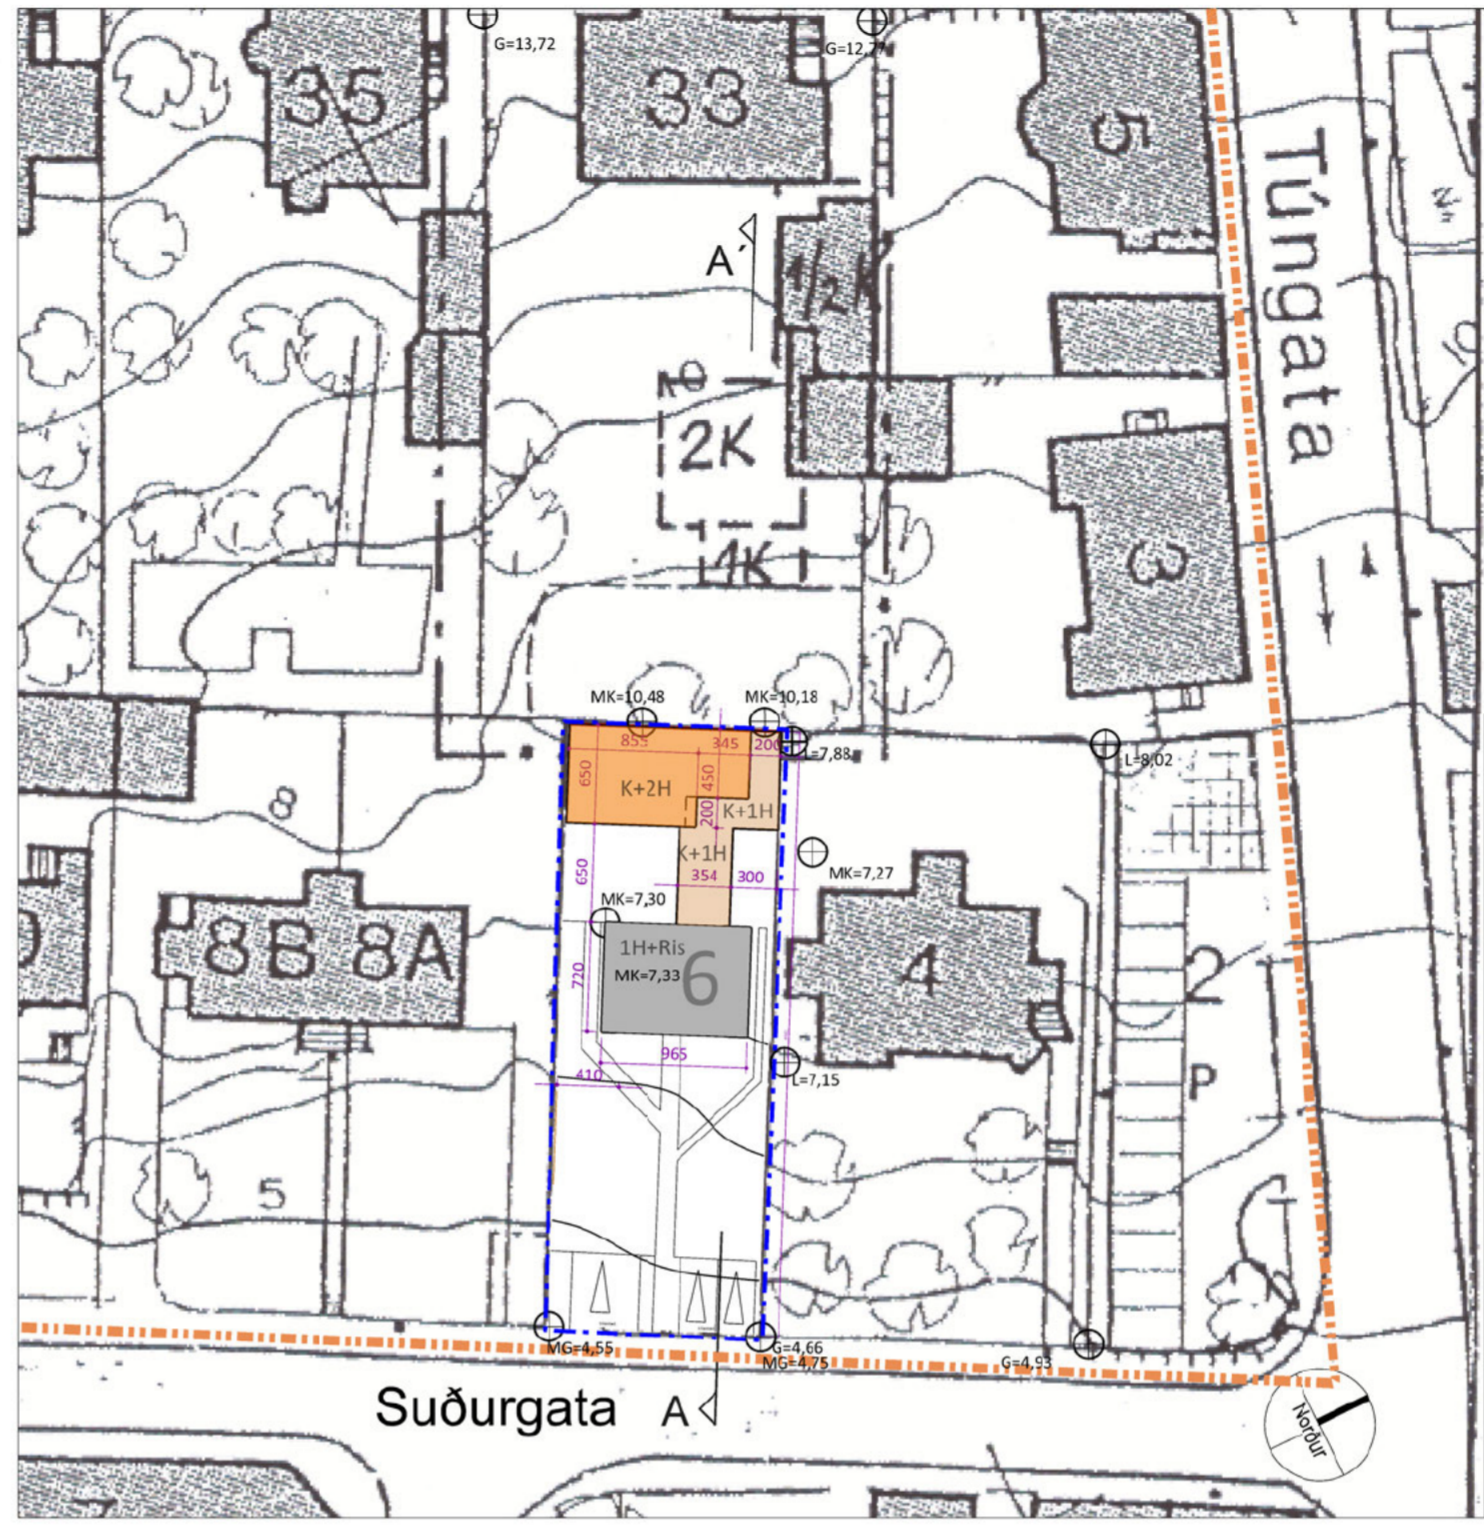 G=13,72
G=12,77
35
33
5
Túngata
A´
1/2K
2K
1K
3
MK=10,48
MK=10,18
L=7,88
L=8,02
855
345
200
650
450
K+2H
200
K+1H
8
K+1H
650
354
300
MK=7,27
MK=7,30
1H+Ris
MK=7,33
6
8B 8A
4
2
720
965
410
L=7,15
P
5
MG=4,55
G=4,66
MG=4,75
G=4,93
Suðurgata
A
Norður